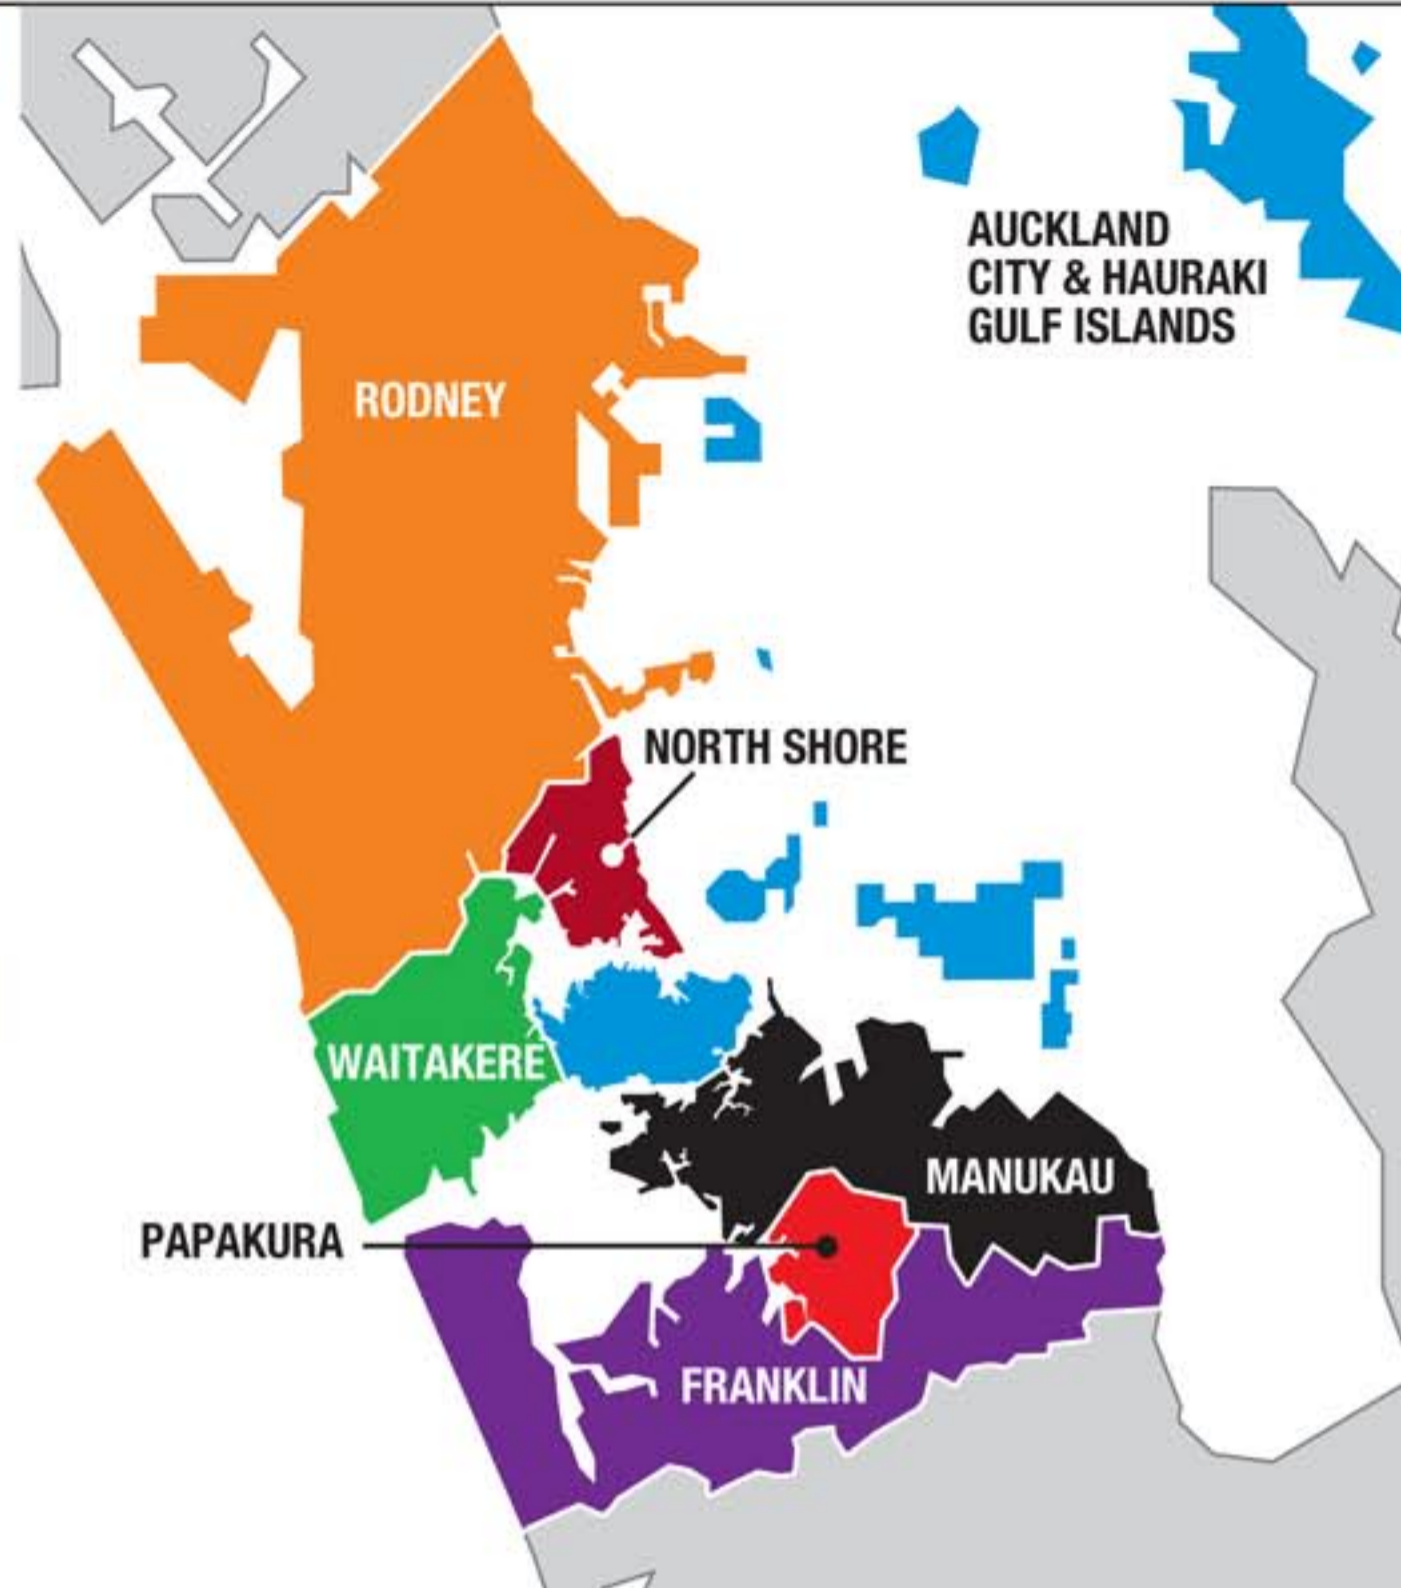 AUCKLAND
CITY & HAURAKI
GULF ISLANDS
RODNEY
NORTH SHORE
WAITAKERE
MANUKAU
PAPAKURA
FRANKLIN